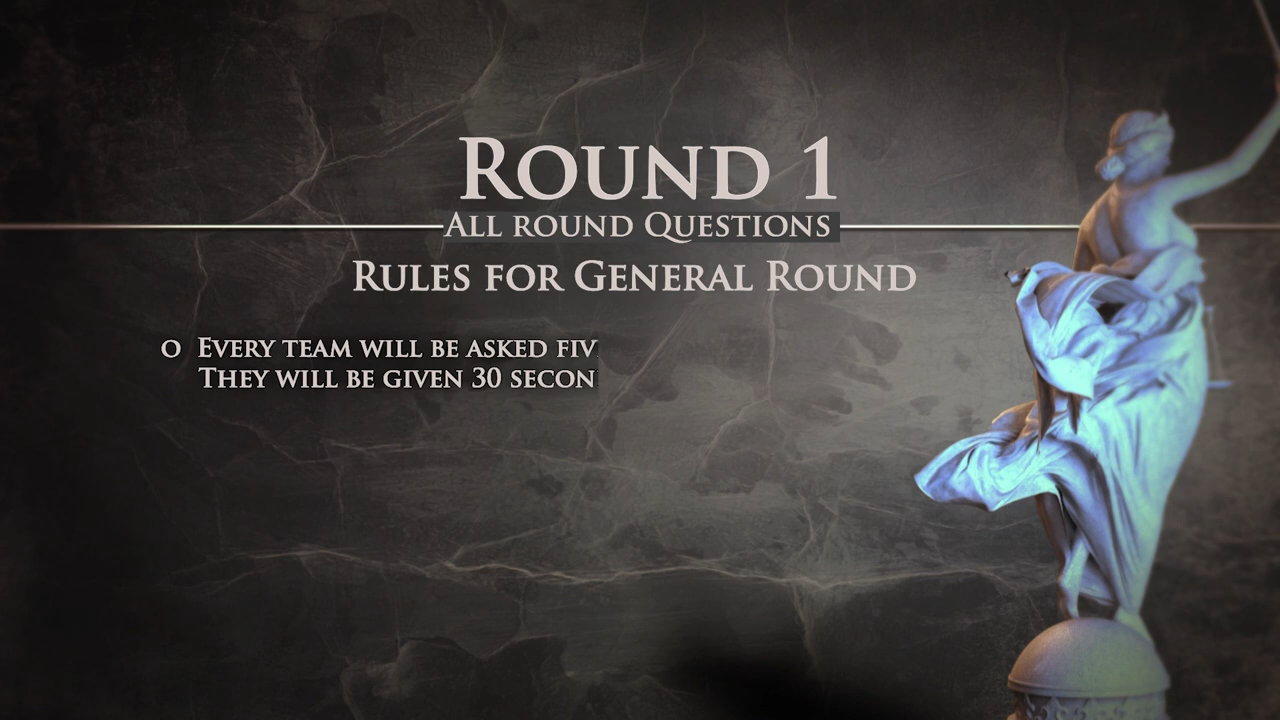 Round 1
All round Questions
Rules for General Round
o Every team will be asked fiv
They will be given 30 secon